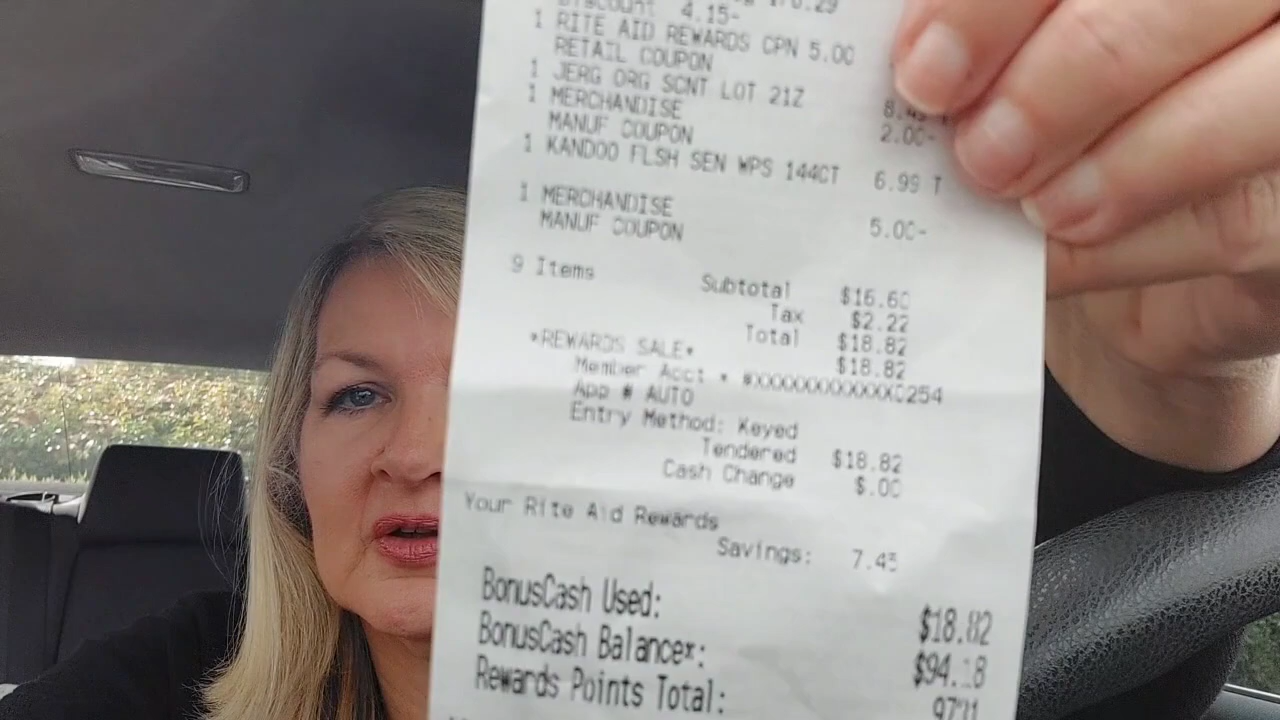 Discount 4.15-
1 RITE AID REWARDS CPN 5.00
RETAIL COUPON
1 JERG ORG SCNT LOT 21Z
1 MERCHANDISE
MANUF COUPON 2.00-
1 KANDOO FLSH SEN WPS 144CT 6.99 T
1 MERCHANDISE
MANUF COUPON 5.00-
9 Items
Subtotal $16.60
Tax $2.22
Total $18.82
*REWARDS SALE* $18.82
Member Acct * #XXXXXXXXXXXXXX0254
App # AUTO
Entry Method: Keyed
Tendered $18.82
Cash Change $.00
Your Rite Aid Rewards
Savings: 7.45
BonusCash Used: $18.82
BonusCash Balance*:
Rewards Points Total: